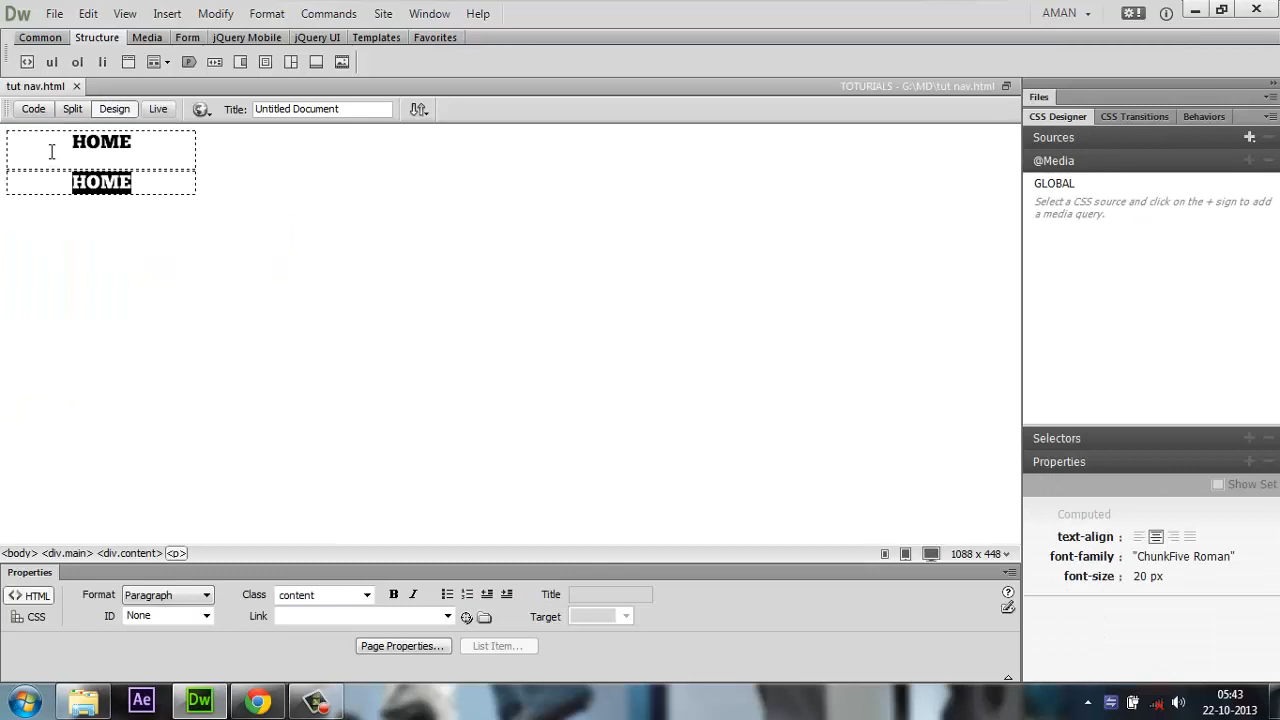 Dw File Edit View Insert Modify Format Commands Site Window Help AMAN
Common Structure Media Form jQuery Mobile jQuery UI Templates Favorites
ul ol li
tut nav.html TOTURIALS - G:\MD\tut nav.html
Code Split Design Live Title: Untitled Document
HOME
HOME
Files
CSS Designer CSS Transitions Behaviors
Sources
@Media
GLOBAL
Select a CSS source and click on the + sign to add
a media query.
Selectors
Properties
Show Set
Computed
text-align :
font-family : "ChunkFive Roman"
font-size : 20 px
<body> <div.main> <div.content> <p> 1088 x 448
Properties
<> HTML Format Paragraph Class content B I Title
CSS ID None Link Target
Page Properties... List Item...
Ae Dw 05:43
22-10-2013